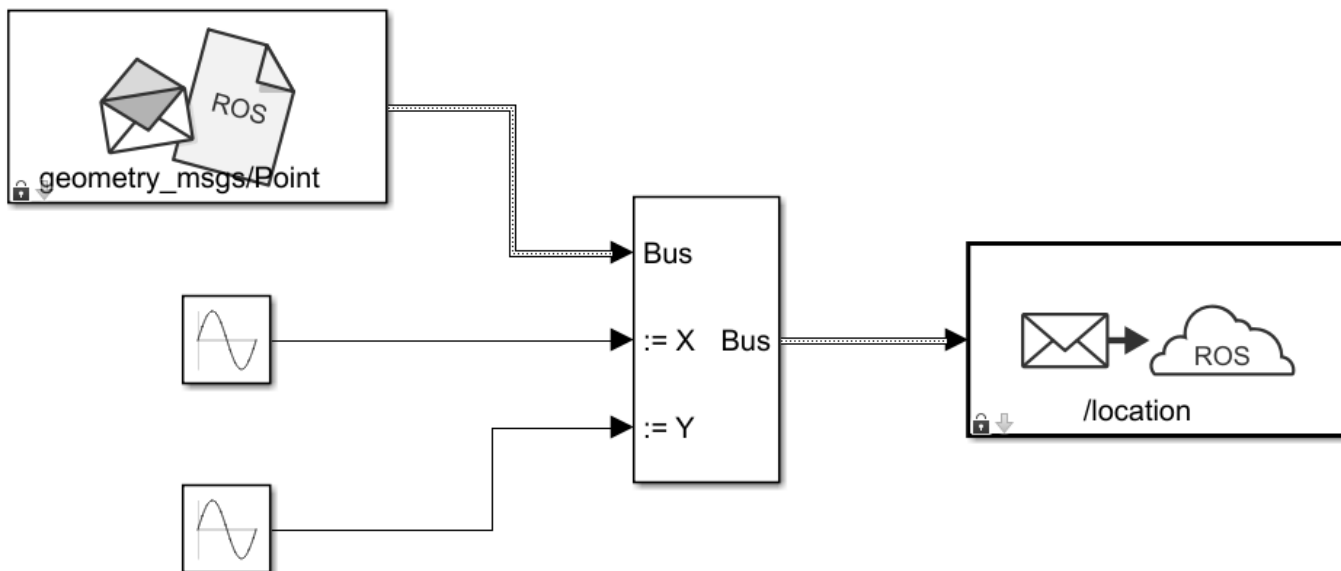 ROS
geometry_msgs/Point
Bus
:= X
Bus
:= Y
ROS
/location